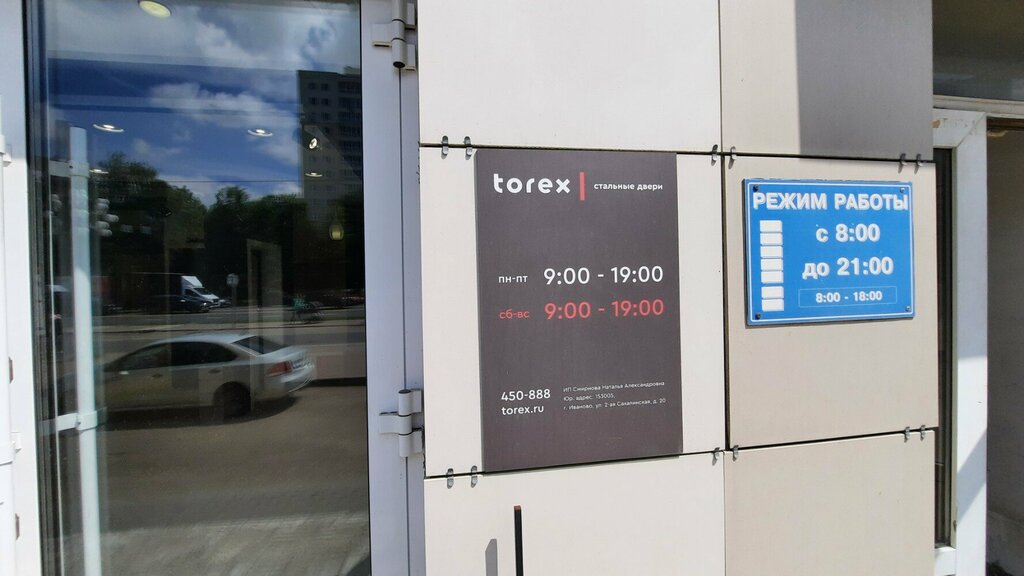 torex | стальные двери
пн-пт 9:00 - 19:00
сб-вс 9:00 - 19:00
450-888
torex.ru
ИП Смирнова Наталья Александровна
Юр. адрес: 153005,
г. Иваново, ул. 2-ая Сахалинская, д. 20
РЕЖИМ РАБОТЫ
с 8:00
до 21:00
8:00 - 18:00